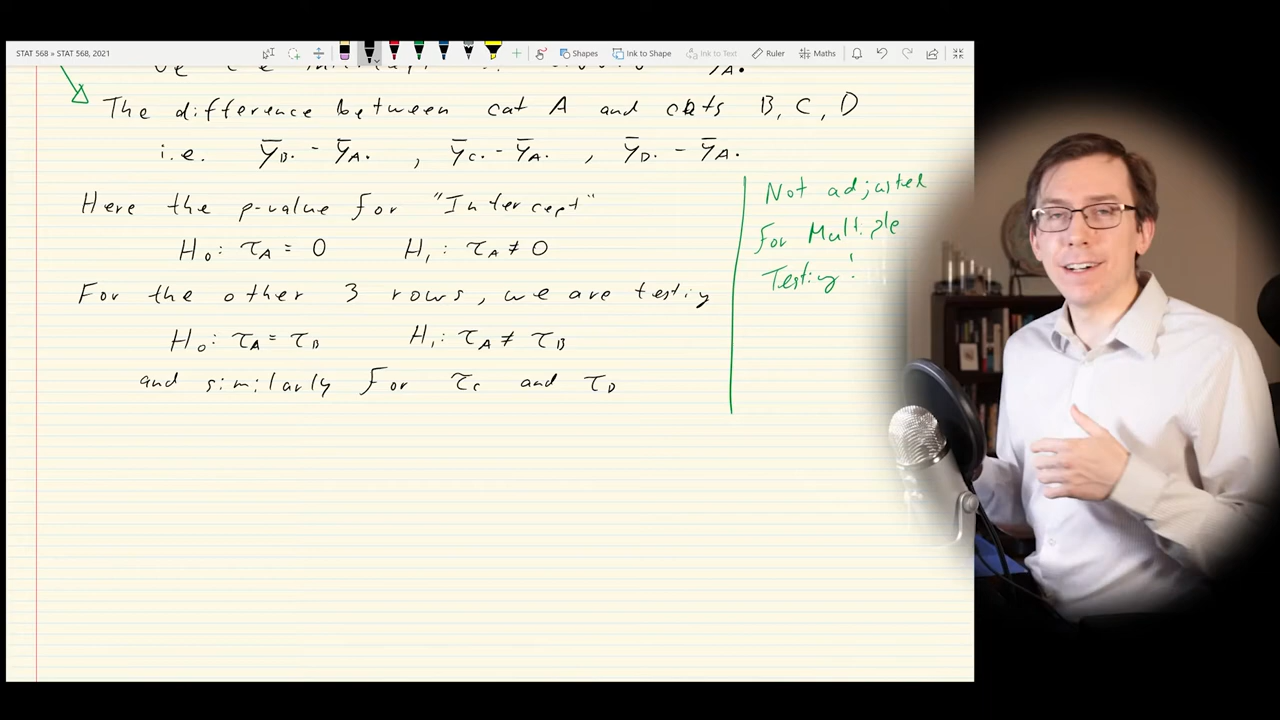 STAT 568 » STAT 568, 2021
Shapes
Ink to Shape
Ink to Text
Ruler
Maths
The difference between cat A and cats B, C, D
i.e. ȳB. - ȳA. , ȳC. - ȳA. , ȳD. - ȳA.
Here the p-value for "Intercept"
H₀: τA = 0 H₁: τA ≠ 0
For the other 3 rows, we are testing
H₀: τA = τB H₁: τA ≠ τB
and similarly for τC and τD
Not adjusted
for Multiple
Testing!